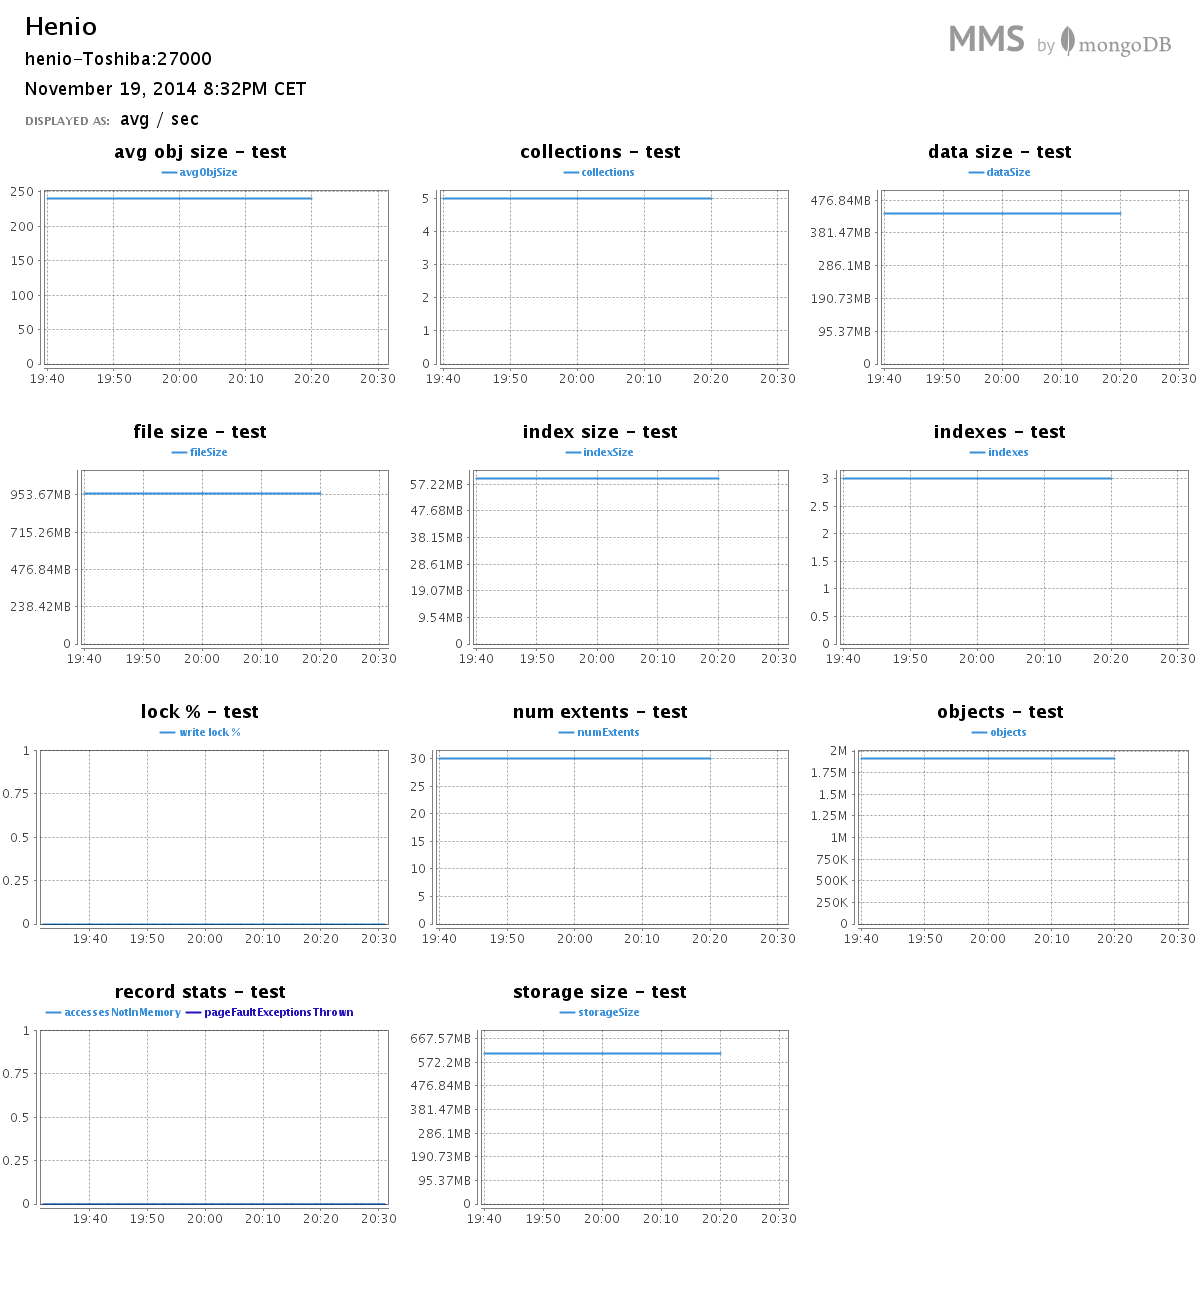 Henio
henio-Toshiba:27000
November 19, 2014 8:32PM CET
DISPLAYED AS: avg / sec
MMS by mongoDB
avg obj size - test
avgObjSize
250
200
150
100
50
0
19:40 19:50 20:00 20:10 20:20 20:30
collections - test
collections
5
4
3
2
1
0
19:40 19:50 20:00 20:10 20:20 20:30
data size - test
dataSize
476.84MB
381.47MB
286.1MB
190.73MB
95.37MB
0
19:40 19:50 20:00 20:10 20:20 20:30
file size - test
fileSize
953.67MB
715.26MB
476.84MB
238.42MB
0
19:40 19:50 20:00 20:10 20:20 20:30
index size - test
indexSize
57.22MB
47.68MB
38.15MB
28.61MB
19.07MB
9.54MB
0
19:40 19:50 20:00 20:10 20:20 20:30
indexes - test
indexes
3
2.5
2
1.5
1
0.5
0
19:40 19:50 20:00 20:10 20:20 20:30
lock % - test
write lock %
1
0.75
0.5
0.25
0
19:40 19:50 20:00 20:10 20:20 20:30
num extents - test
numExtents
30
25
20
15
10
5
0
19:40 19:50 20:00 20:10 20:20 20:30
objects - test
objects
2M
1.75M
1.5M
1.25M
1M
750K
500K
250K
0
19:40 19:50 20:00 20:10 20:20 20:30
record stats - test
accessesNotInMemory pageFaultExceptionsThrown
1
0.75
0.5
0.25
0
19:40 19:50 20:00 20:10 20:20 20:30
storage size - test
storageSize
667.57MB
572.2MB
476.84MB
381.47MB
286.1MB
190.73MB
95.37MB
0
19:40 19:50 20:00 20:10 20:20 20:30